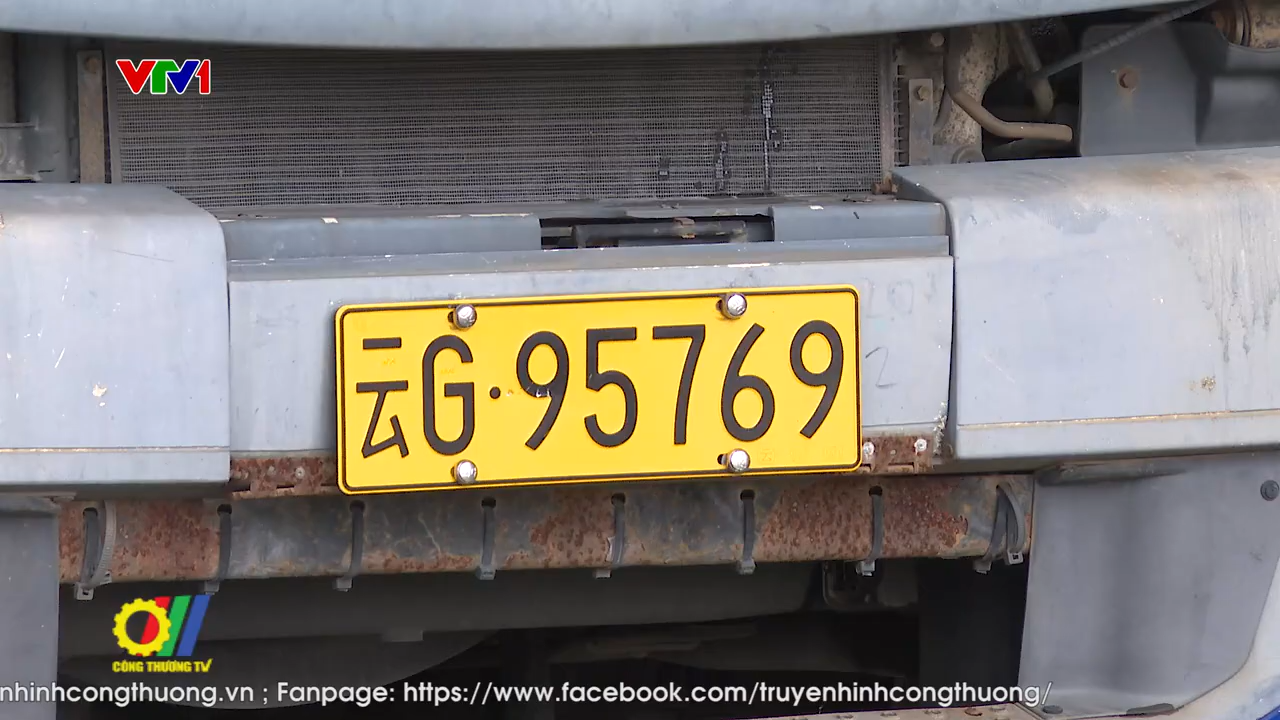 VTV1
云G·95769
CÔNG THƯƠNG TV
nhinhcongthuong.vn ; Fanpage: https://www.facebook.com/truyenhinhcongthuong/